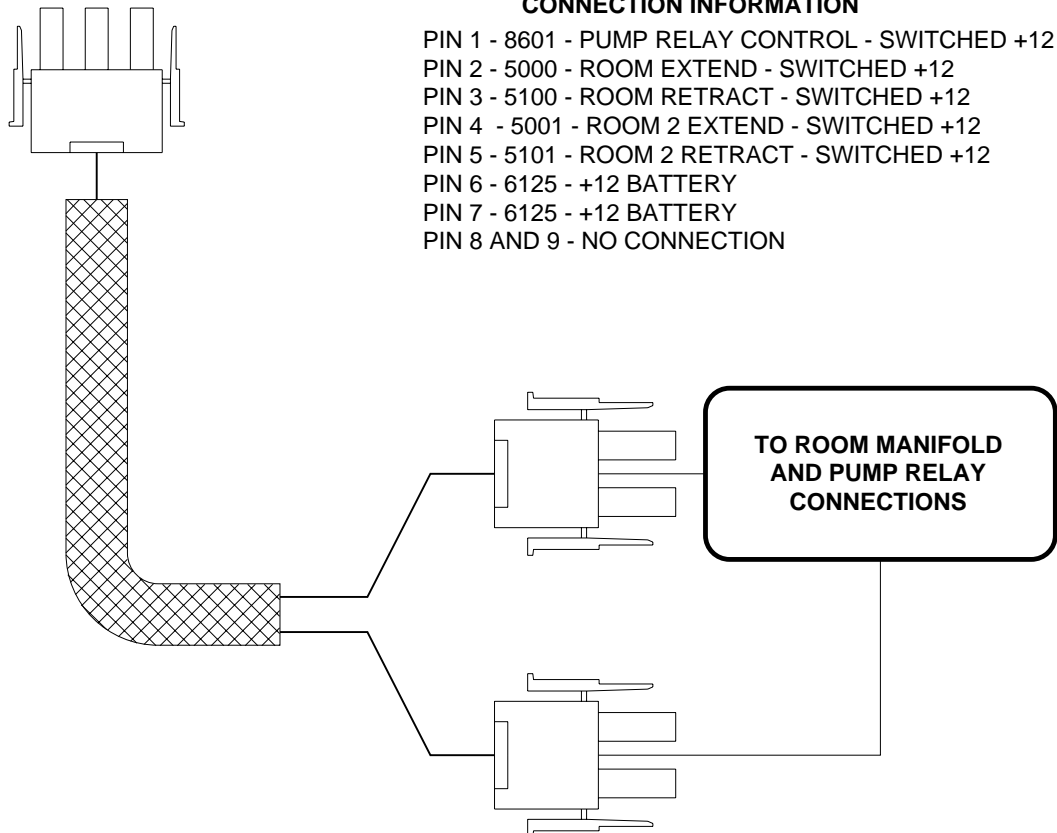 CONNECTION INFORMATION
PIN 1 - 8601 - PUMP RELAY CONTROL - SWITCHED +12
PIN 2 - 5000 - ROOM EXTEND - SWITCHED +12
PIN 3 - 5100 - ROOM RETRACT - SWITCHED +12
PIN 4 - 5001 - ROOM 2 EXTEND - SWITCHED +12
PIN 5 - 5101 - ROOM 2 RETRACT - SWITCHED +12
PIN 6 - 6125 - +12 BATTERY
PIN 7 - 6125 - +12 BATTERY
PIN 8 AND 9 - NO CONNECTION
TO ROOM MANIFOLD
AND PUMP RELAY
CONNECTIONS